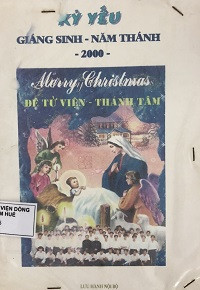 KỶ YẾU
GIÁNG SINH - NĂM THÁNH
- 2000 -
Merry Christmas
ĐỆ TỬ VIỆN - THÁNH TÂM
VIỆN DÒNG
M HUẾ
LƯU HÀNH NỘI BỘ